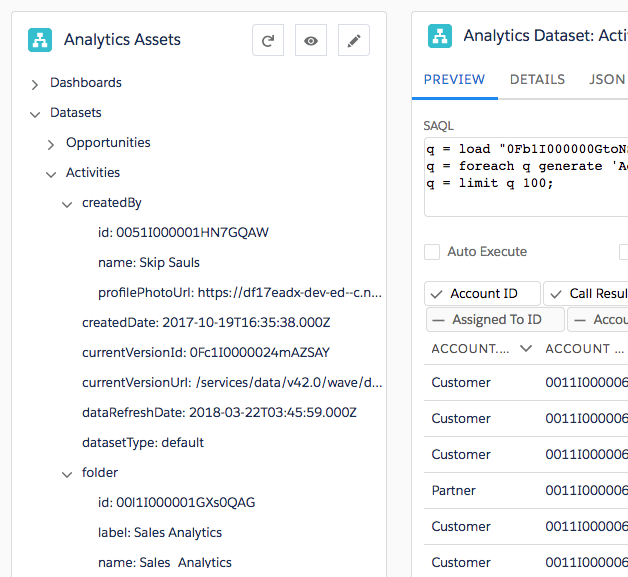 Analytics Assets
Dashboards
Datasets
Opportunities
Activities
createdBy
id: 0051I000001HN7GQAW
name: Skip Sauls
profilePhotoUrl: https://df17eadx-dev-ed--c.n...
createdDate: 2017-10-19T16:35:38.000Z
currentVersionId: 0Fc1I0000024mAZSAY
currentVersionUrl: /services/data/v42.0/wave/d...
dataRefreshDate: 2018-03-22T03:45:59.000Z
datasetType: default
folder
id: 00l1I000001GXs0QAG
label: Sales Analytics
name: Sales_Analytics
Analytics Dataset: Acti
PREVIEW DETAILS JSON
SAQL
q = load "0Fb1I000000GtoN
q = foreach q generate 'A
q = limit q 100;
Auto Execute
Account ID Call Resul
Assigned To ID Accou
ACCOUNT.... ACCOUNT ...
Customer 0011I000006
Customer 0011I000006
Customer 0011I000006
Partner 0011I000006
Customer 0011I000006
Customer 0011I000006